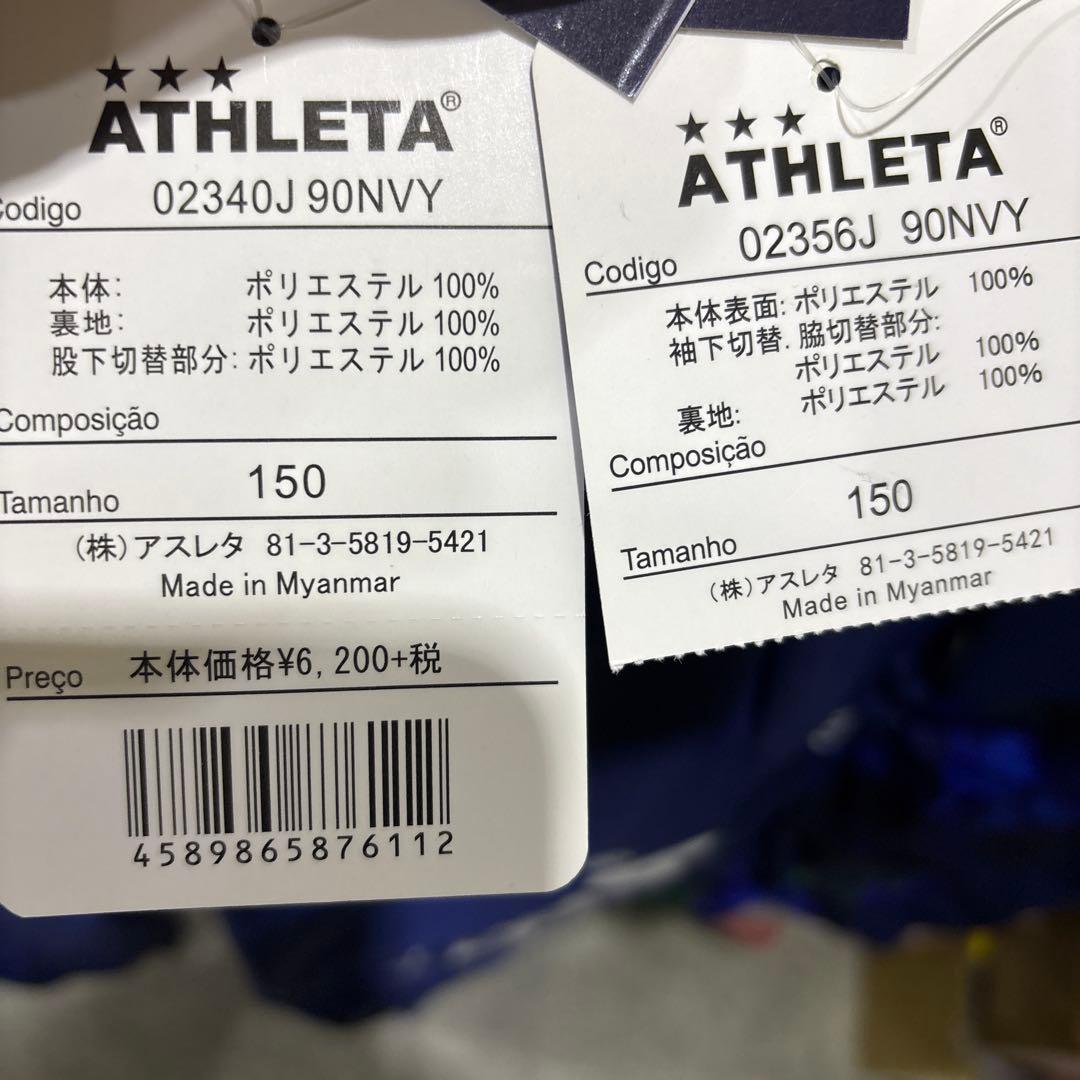 ★★★
ATHLETA®
Codigo 02340J 90NVY
本体: ポリエステル 100%
裏地: ポリエステル 100%
股下切替部分: ポリエステル 100%
Composição
Tamanho 150
(株)アスレタ 81-3-5819-5421
Made in Myanmar
Preço 本体価格¥6,200+税
4589865876112
★★★
ATHLETA®
Codigo 02356J 90NVY
本体表面: ポリエステル 100%
袖下切替. 脇切替部分:
ポリエステル 100%
裏地: ポリエステル 100%
Composição
Tamanho 150
(株)アスレタ 81-3-5819-5421
Made in Myanmar